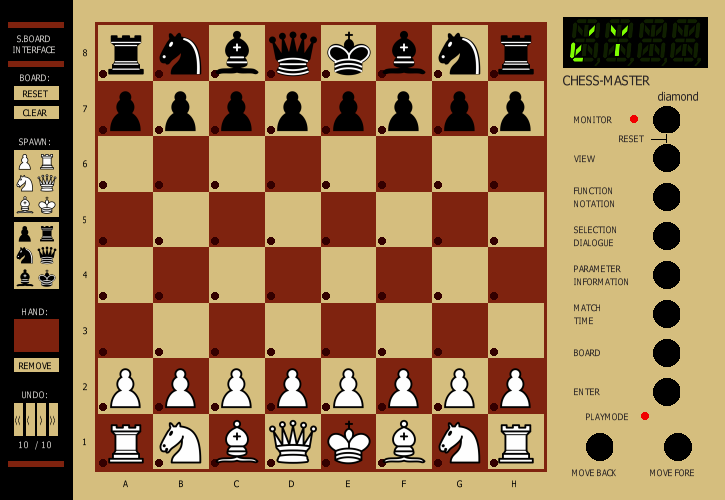 S.BOARD
INTERFACE
BOARD:
RESET
CLEAR
SPAWN:
HAND:
REMOVE
UNDO:
10 / 10
8
7
6
5
4
3
2
1
A B C D E F G H
CHESS-MASTER
diamond
MONITOR
RESET
VIEW
FUNCTION
NOTATION
SELECTION
DIALOGUE
PARAMETER
INFORMATION
MATCH
TIME
BOARD
ENTER
PLAYMODE
MOVE BACK
MOVE FORE